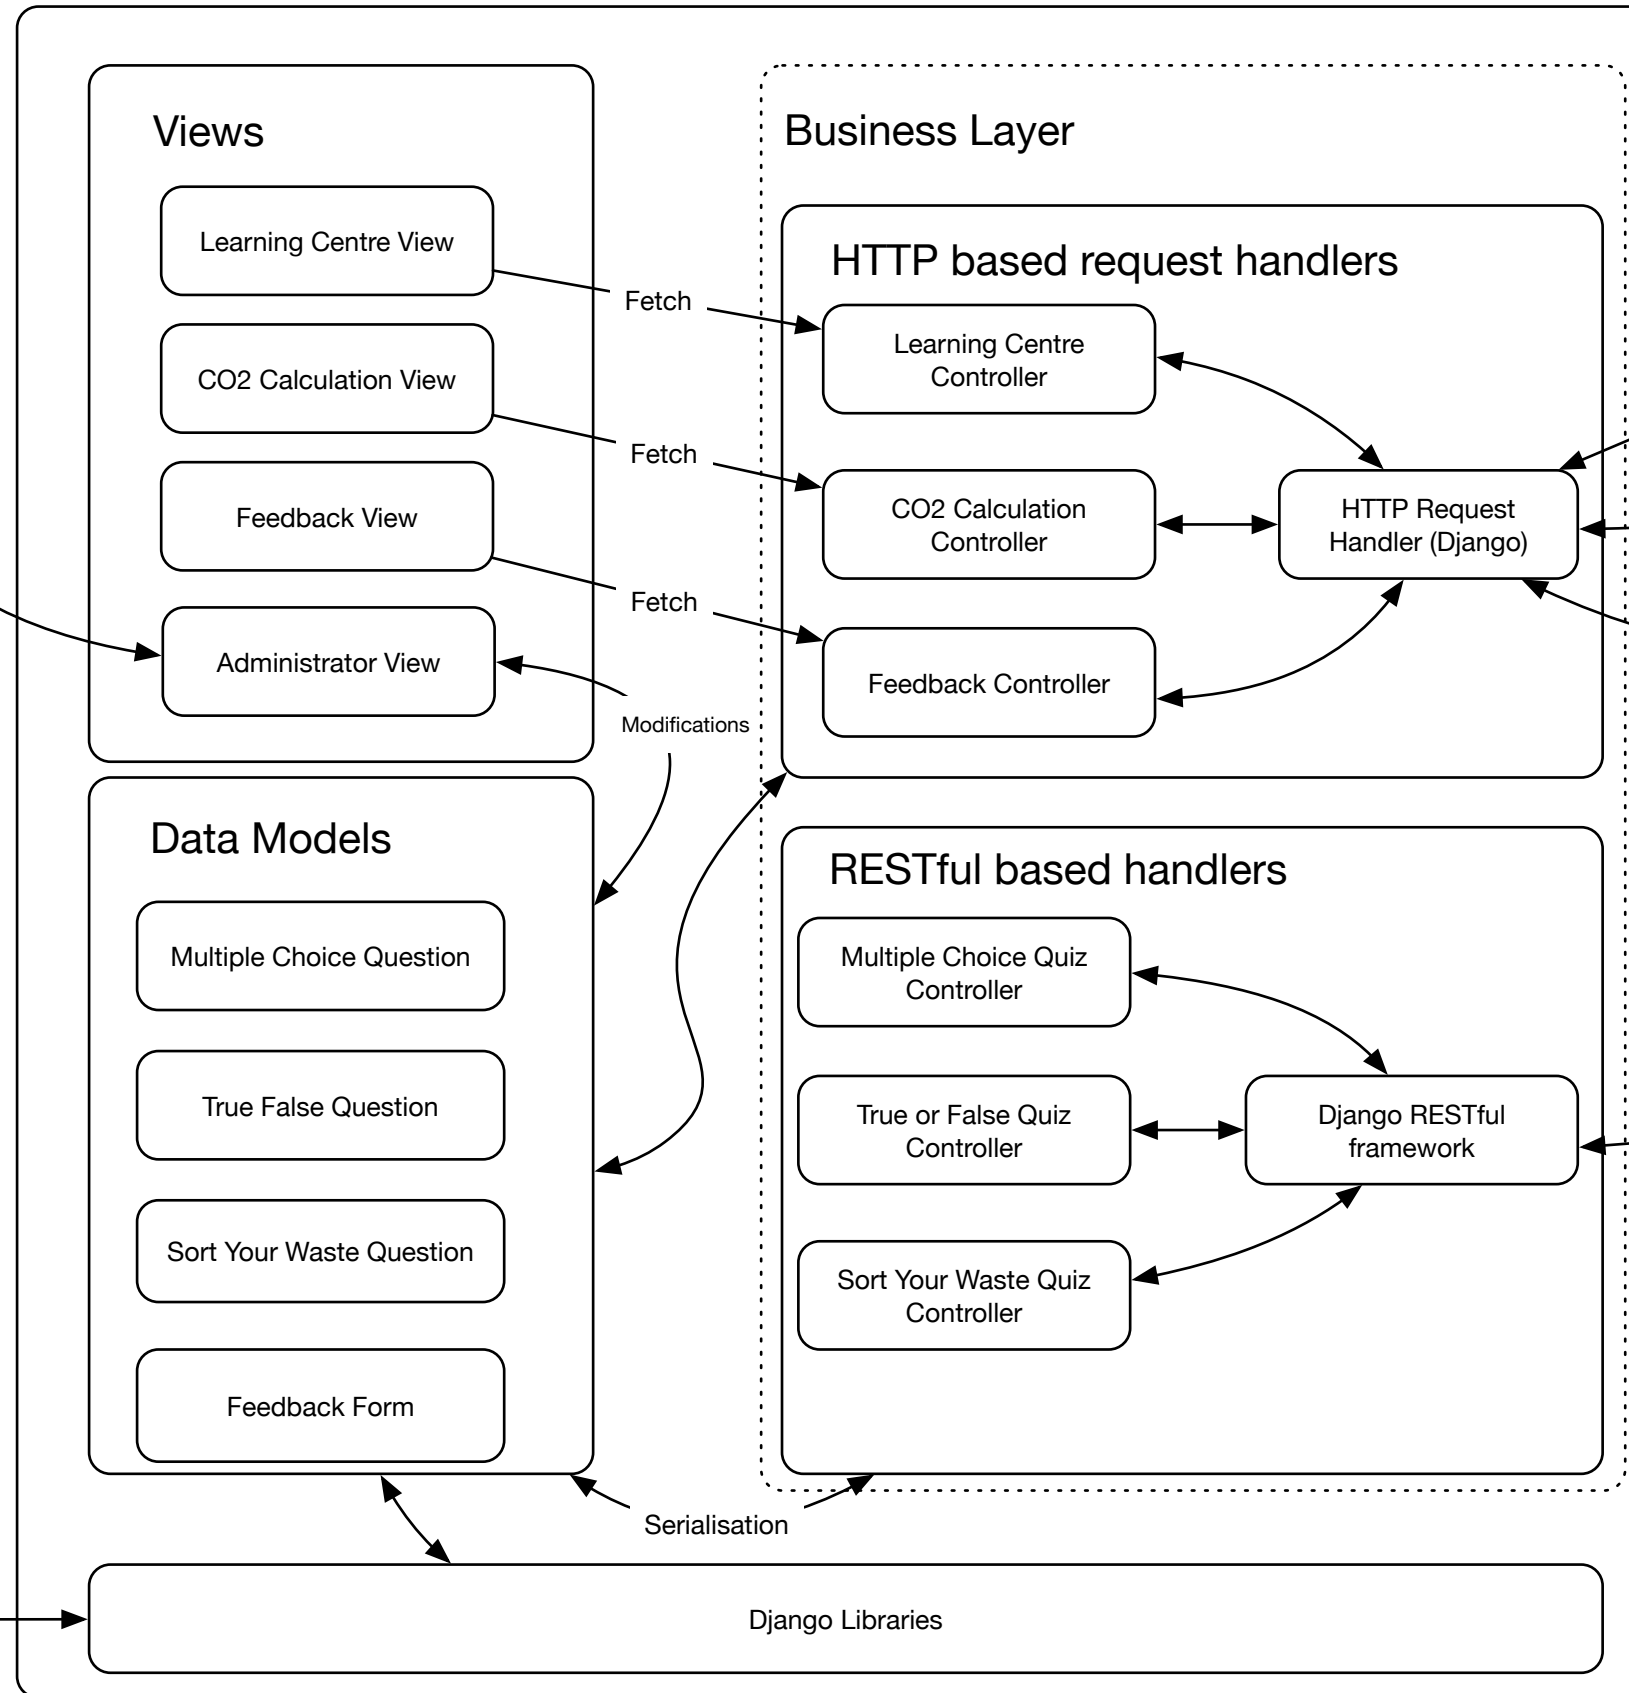 Views
Learning Centre View
CO2 Calculation View
Feedback View
Administrator View
Fetch
Fetch
Fetch
Modifications
Business Layer
HTTP based request handlers
Learning Centre
Controller
CO2 Calculation
Controller
Feedback Controller
HTTP Request
Handler (Django)
Data Models
Multiple Choice Question
True False Question
Sort Your Waste Question
Feedback Form
RESTful based handlers
Multiple Choice Quiz
Controller
True or False Quiz
Controller
Sort Your Waste Quiz
Controller
Django RESTful
framework
Serialisation
Django Libraries